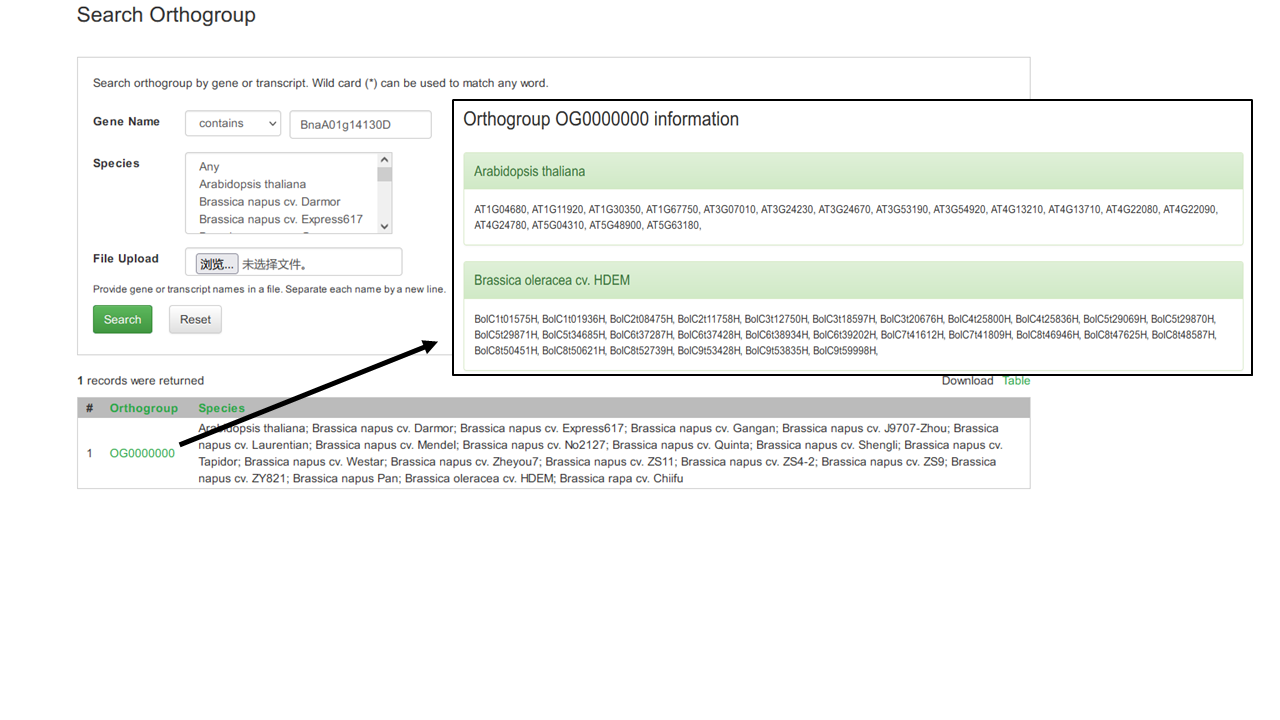 Search Orthogroup
Search orthogroup by gene or transcript. Wild card (*) can be used to match any word.
Gene Name
contains
BnaA01g14130D
Species
Any
Arabidopsis thaliana
Brassica napus cv. Darmor
Brassica napus cv. Express617
File Upload
浏览... 未选择文件。
Provide gene or transcript names in a file. Separate each name by a new line.
Search
Reset
Orthogroup OG0000000 information
Arabidopsis thaliana
AT1G04680, AT1G11920, AT1G30350, AT1G67750, AT3G07010, AT3G24230, AT3G24670, AT3G53190, AT3G54920, AT4G13210, AT4G13710, AT4G22080, AT4G22090,
AT4G24780, AT5G04310, AT5G48900, AT5G63180,
Brassica oleracea cv. HDEM
BolC1t01575H, BolC1t01936H, BolC2t08475H, BolC2t11758H, BolC3t12750H, BolC3t18597H, BolC3t20676H, BolC4t25800H, BolC4t25836H, BolC5t29069H, BolC5t29870H,
BolC5t29871H, BolC5t34685H, BolC6t37287H, BolC6t37428H, BolC6t38934H, BolC6t39202H, BolC7t41612H, BolC7t41809H, BolC8t46946H, BolC8t47625H, BolC8t48587H,
BolC8t50451H, BolC8t50621H, BolC8t52739H, BolC9t53428H, BolC9t53835H, BolC9t59998H,
1 records were returned
Download Table
# Orthogroup Species
1 OG0000000
Arabidopsis thaliana; Brassica napus cv. Darmor; Brassica napus cv. Express617; Brassica napus cv. Gangan; Brassica napus cv. J9707-Zhou; Brassica
napus cv. Laurentian; Brassica napus cv. Mendel; Brassica napus cv. No2127; Brassica napus cv. Quinta; Brassica napus cv. Shengli; Brassica napus cv.
Tapidor; Brassica napus cv. Westar; Brassica napus cv. Zheyou7; Brassica napus cv. ZS11; Brassica napus cv. ZS4-2; Brassica napus cv. ZS9; Brassica
napus cv. ZY821; Brassica napus Pan; Brassica oleracea cv. HDEM; Brassica rapa cv. Chiifu